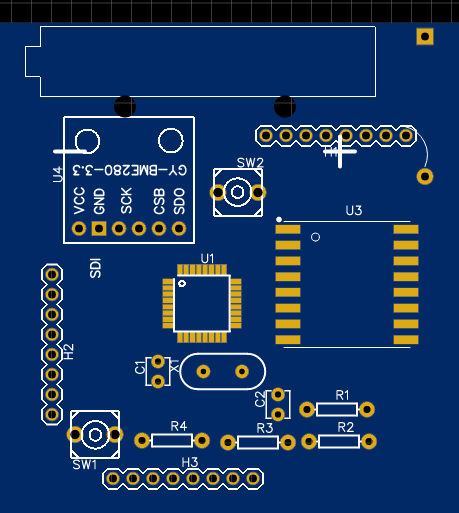 SW2
U4
GY-BME280-3.3
VCC
GND
SCK
CSB
SDO
U3
SDI
U1
H2
C1
X1
C2
R1
R4
R3
R2
SW1
H3